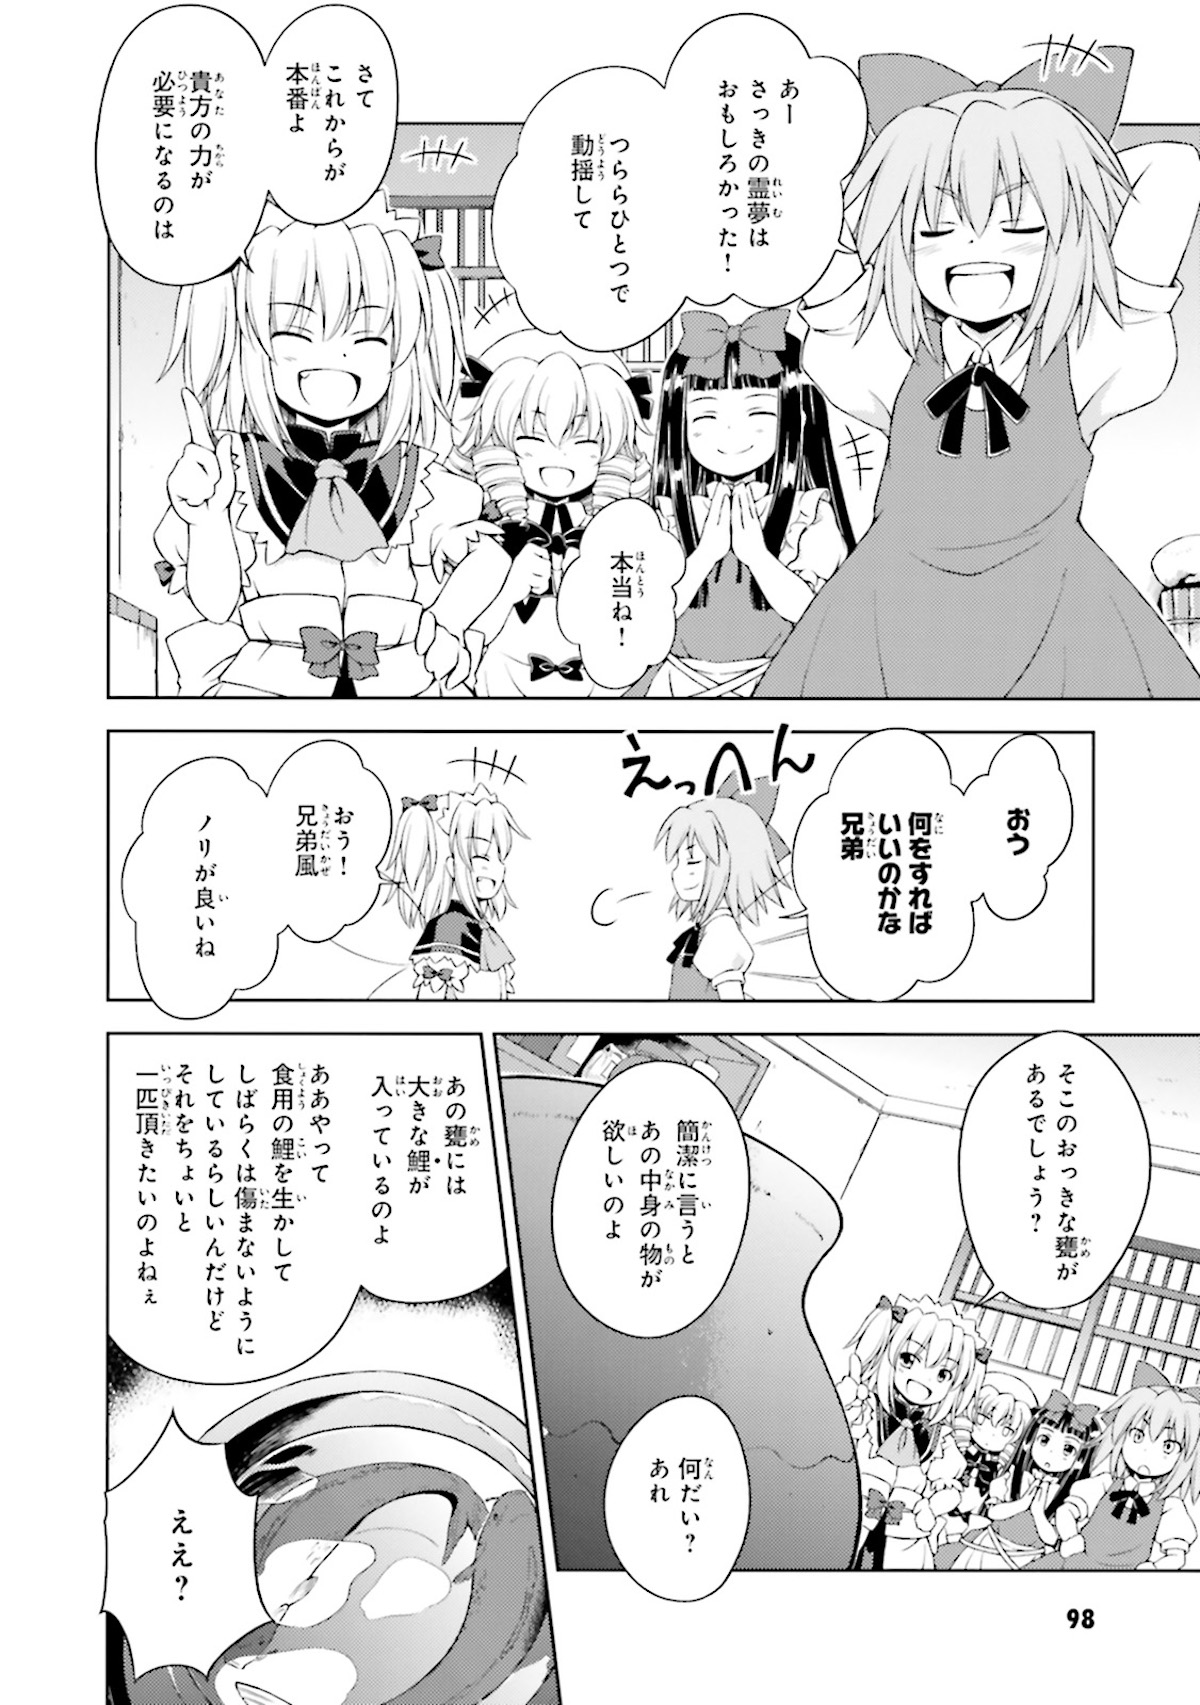 あー
さっきの霊夢は
おもしろかった！
つららひとつで
動揺して
本当ね！
さて
これからが
本番よ
貴方の力が
必要になるのは
おう
何をすれば
いいのかな
兄弟
えっへん
おう！
兄弟風
ノリが良いね
そこのおっきな甕が
あるでしょう？
簡潔に言うと
あの中身の物が
欲しいのよ
何だい？
あれ
あの甕には
大きな鯉が
入っているのよ
ああやって
食用の鯉を生かして
しばらくは傷まないように
しているらしいんだけど
それをちょいと
一匹頂きたいのよねぇ
ええ？
98